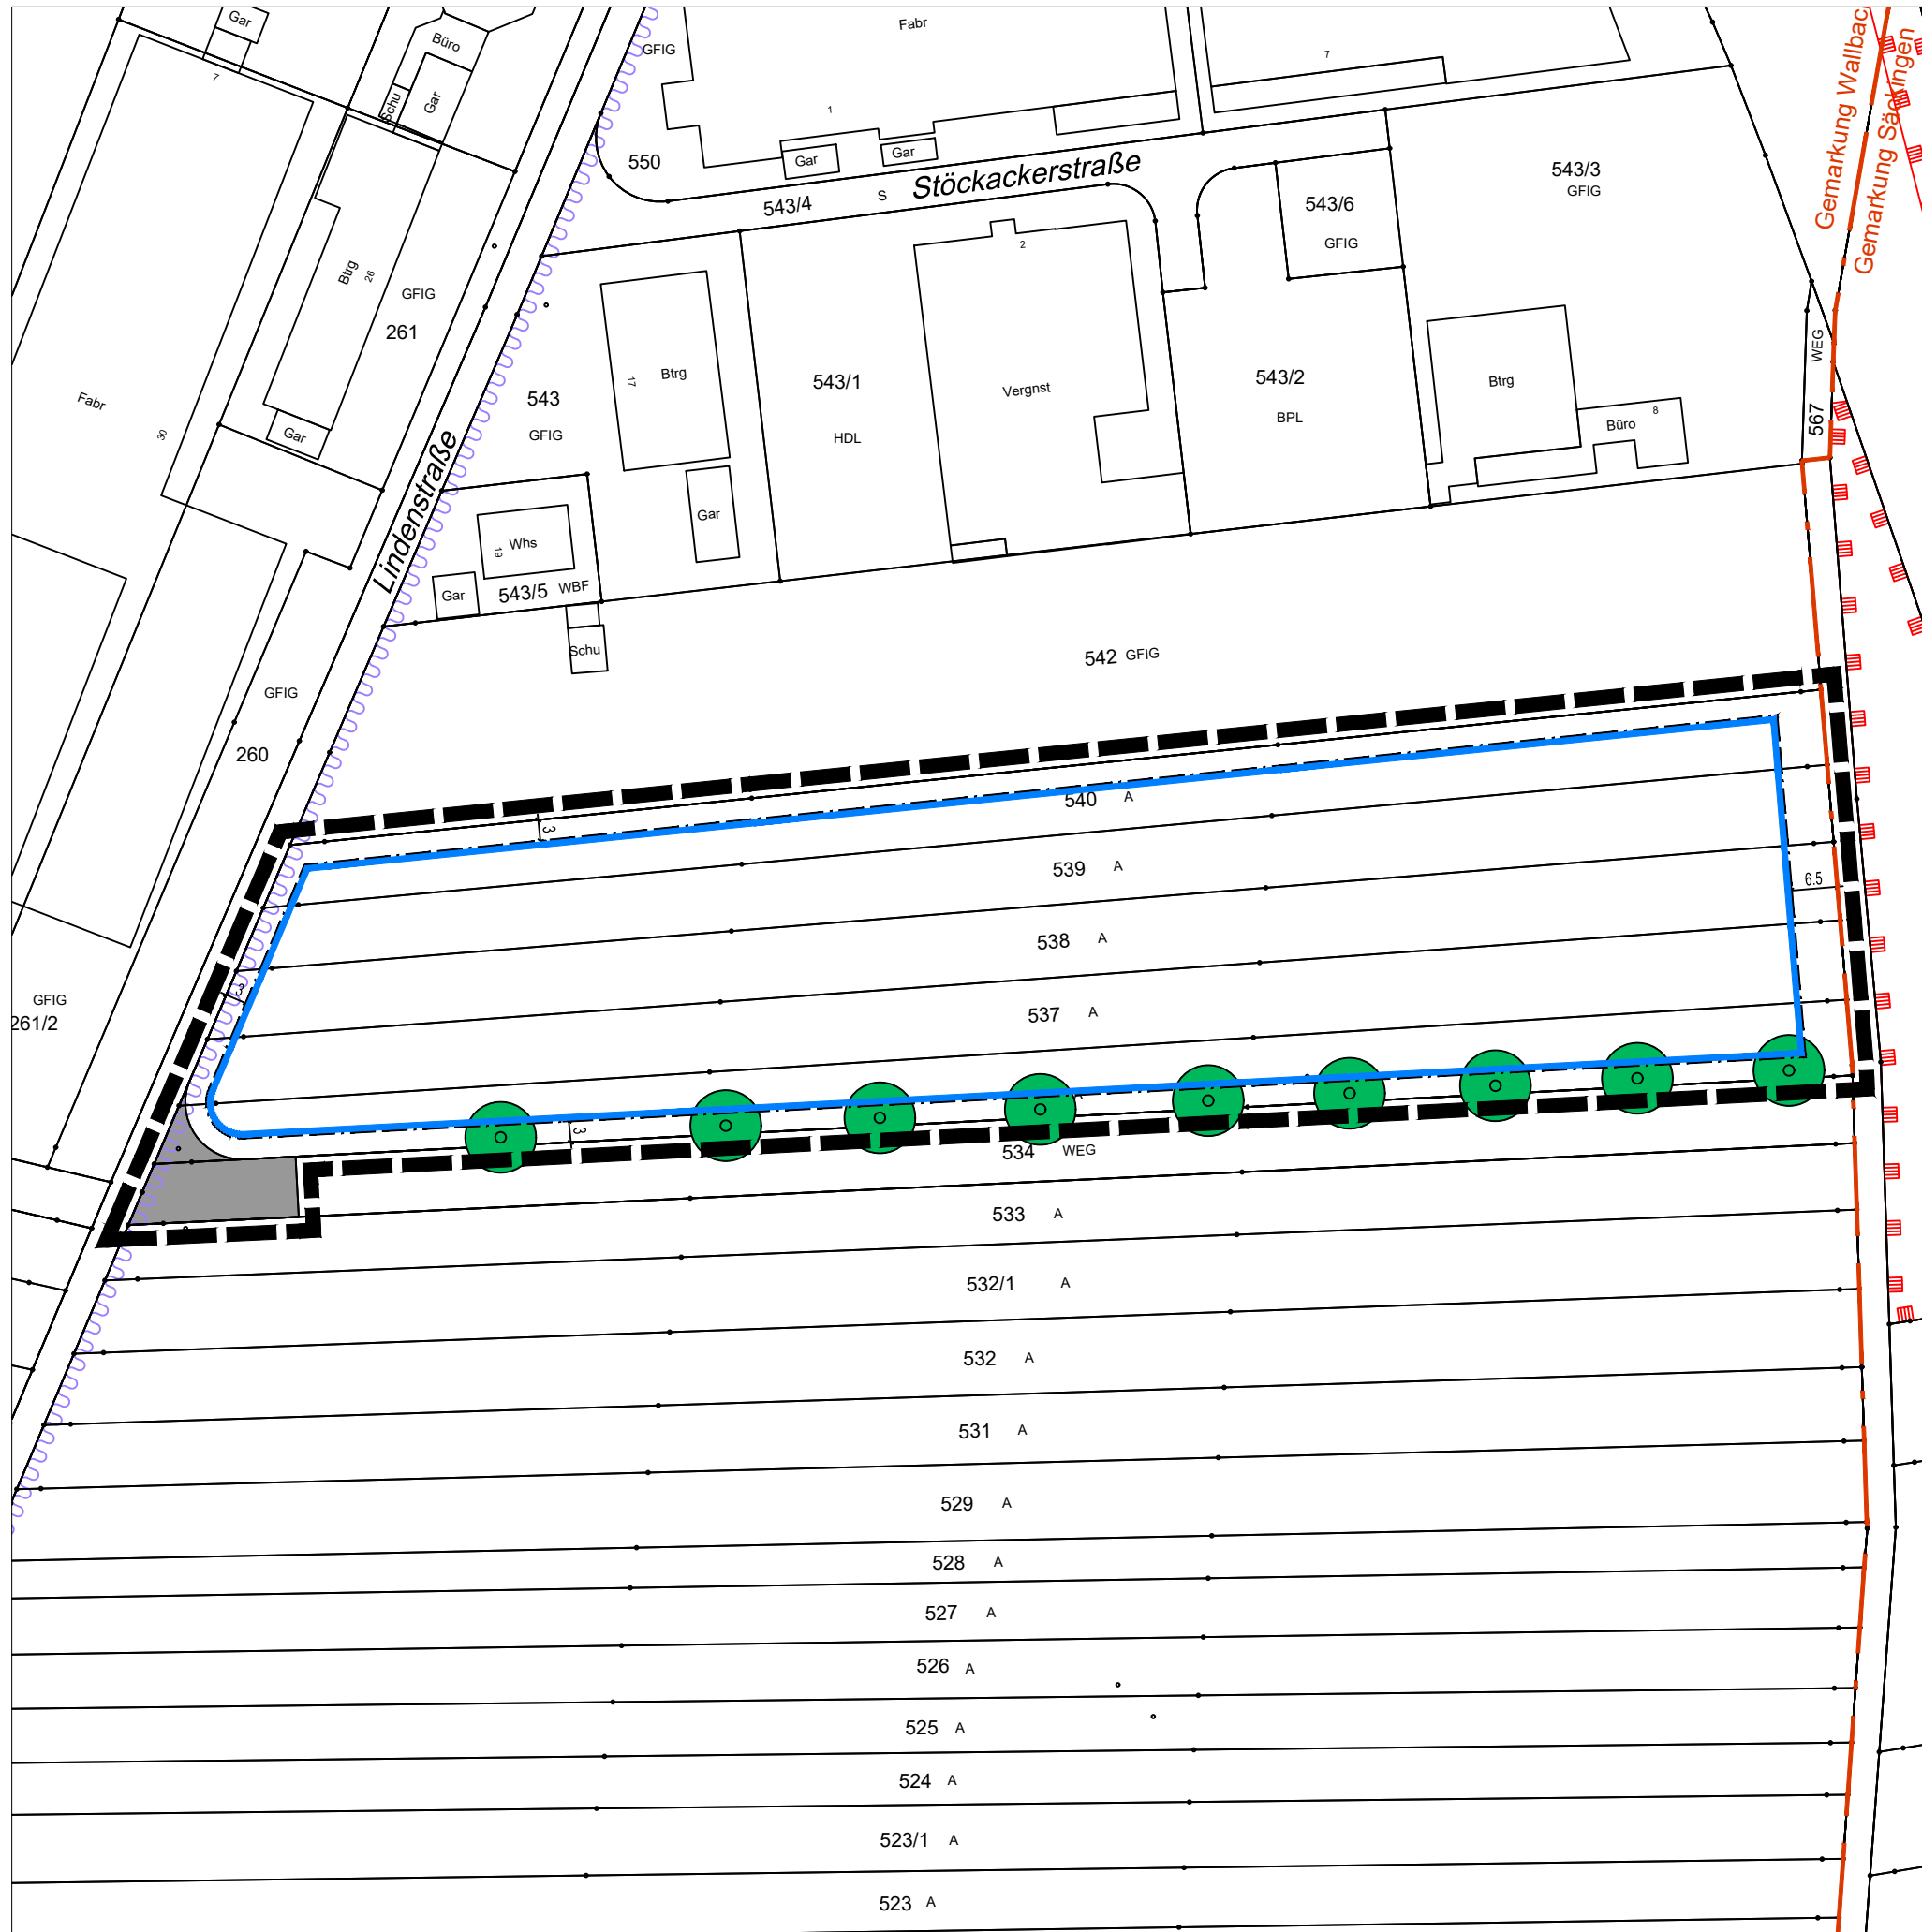 Gar
7
Büro
Schu
Gar
GFIG
Fabr
1
7
Gemarkung Wallbac
Gemarkung Säckingen
550
Gar
Gar
Stöckackerstraße
543/4
S
543/6
GFIG
543/3
GFIG
Btrg
26
GFIG
261
2
WEG
567
Fabr
30
Gar
543
GFIG
17
Btrg
543/1
HDL
Vergnst
543/2
BPL
Btrg
8
Büro
Lindenstraße
Gar
19
Whs
Gar
543/5 WBF
Schu
542 GFIG
GFIG
260
540 A
3
539 A
6.5
538 A
3
GFIG
261/2
537 A
3
534 WEG
533 A
532/1 A
532 A
531 A
529 A
528 A
527 A
526 A
525 A
524 A
523/1 A
523 A